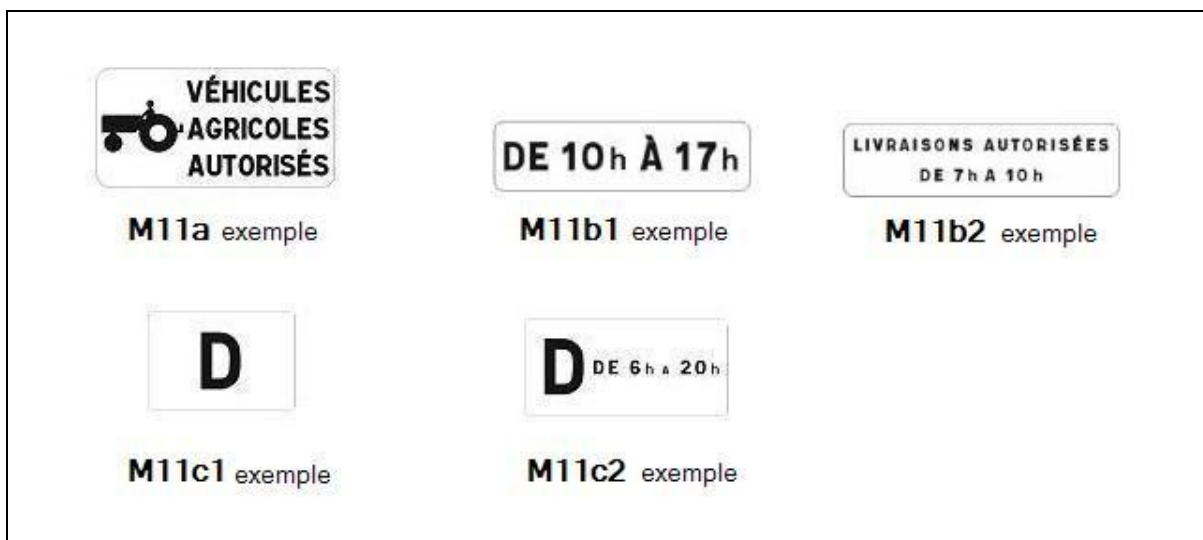 VÉHICULES
AGRICOLES
AUTORISÉS
M11a exemple
DE 10h À 17h
M11b1 exemple
LIVRAISONS AUTORISÉES
DE 7h A 10h
M11b2 exemple
D
M11c1 exemple
D DE 6h A 20h
M11c2 exemple